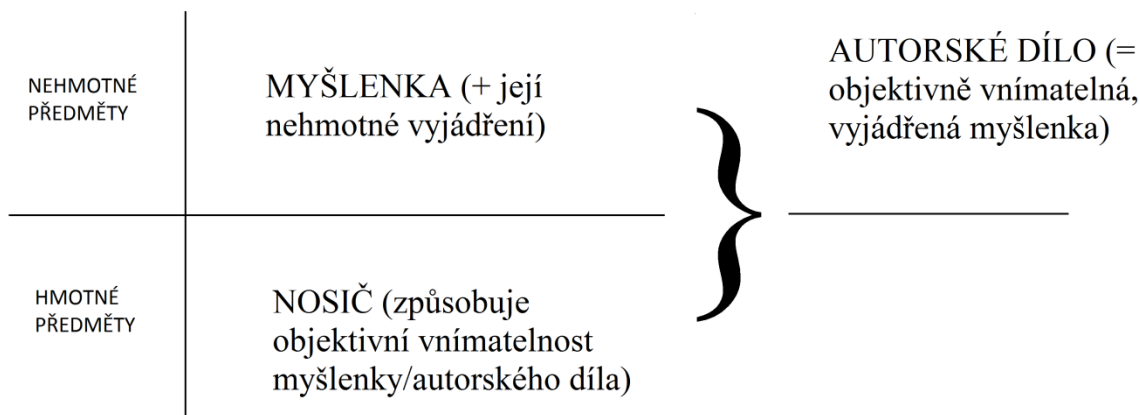 NEHMOTNÉ
PŘEDMĚTY
MYŠLENKA (+ její
nehmotné vyjádření)
AUTORSKÉ DÍLO (=
objektivně vnímatelná,
vyjádřená myšlenka)
HMOTNÉ
PŘEDMĚTY
NOSIČ (způsobuje
objektivní vnímatelnost
myšlenky/autorského díla)